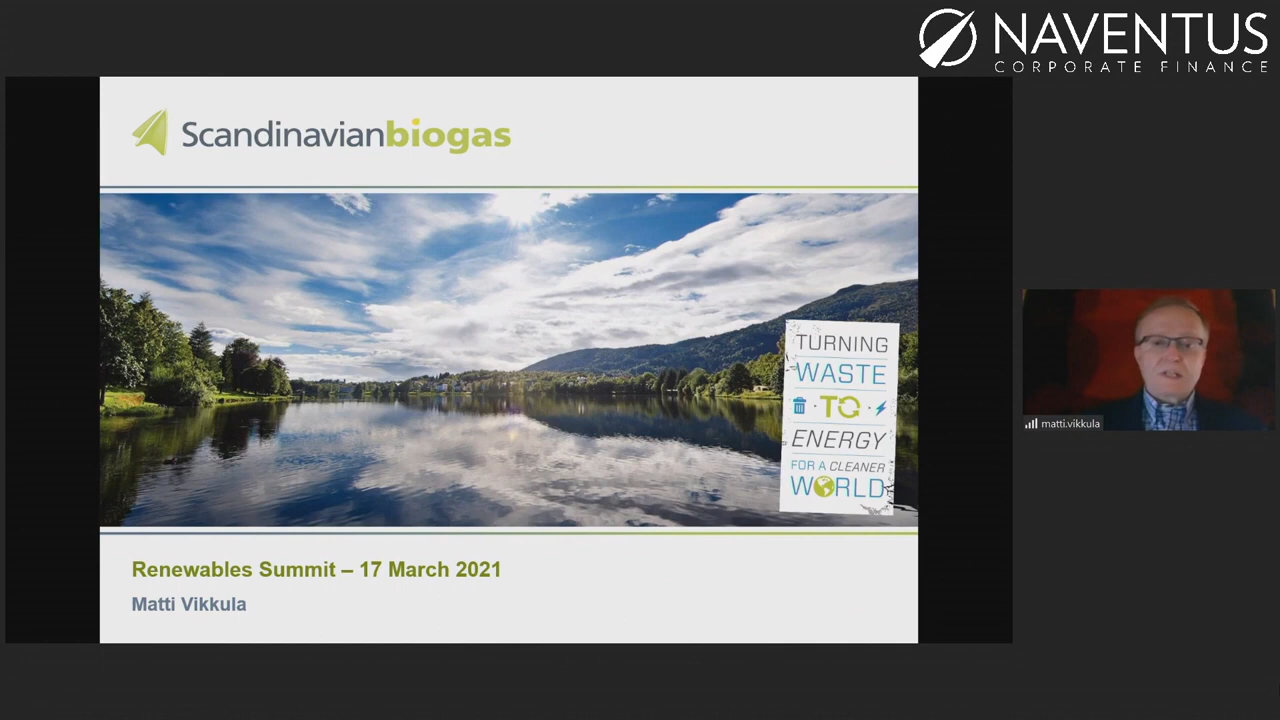 NAVENTUS
CORPORATE FINANCE
Scandinavianbiogas
TURNING
WASTE
TO
ENERGY
FOR A CLEANER
WORLD
matti.vikkula
Renewables Summit – 17 March 2021
Matti Vikkula